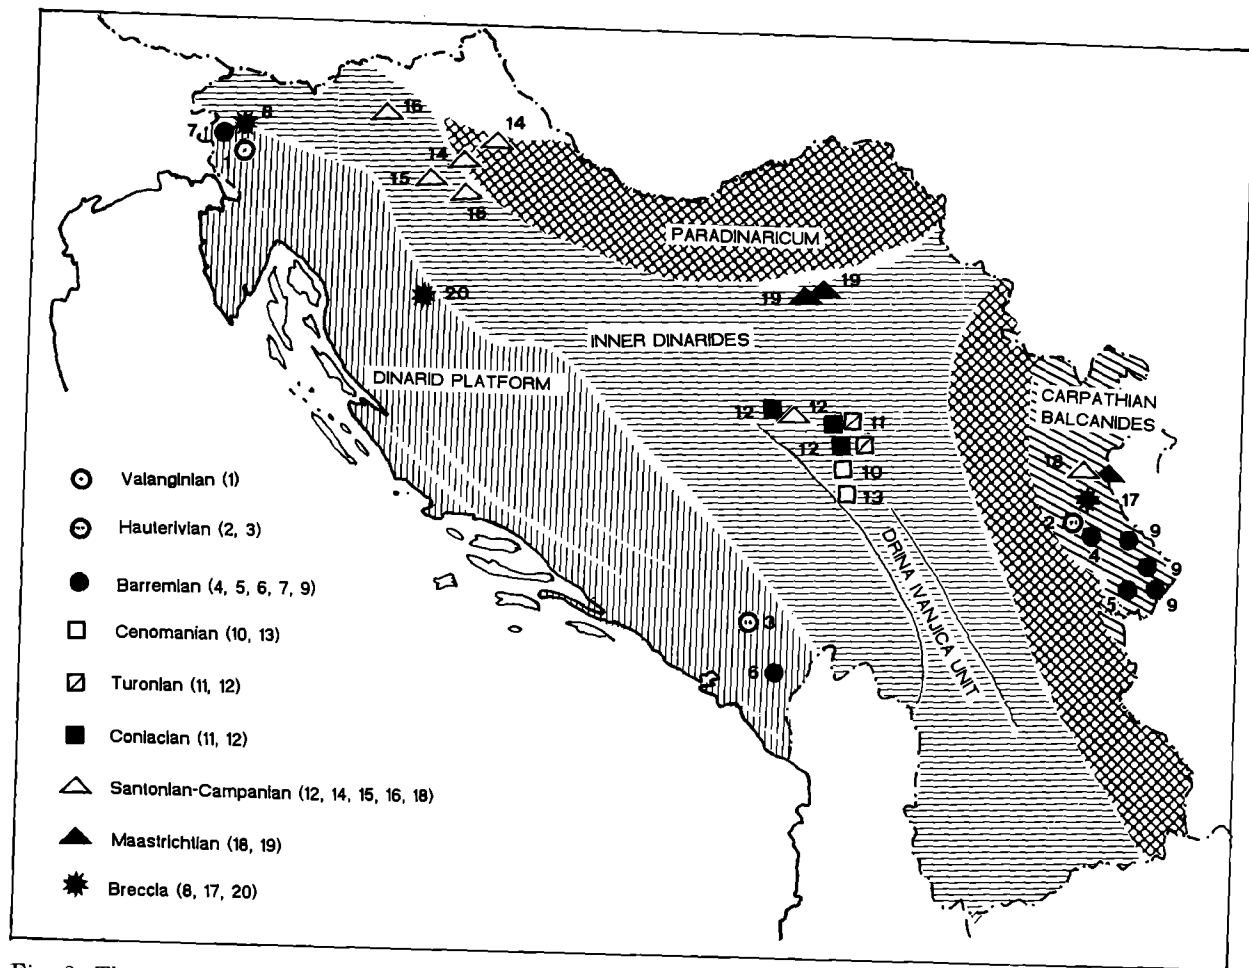 16
8
14
7
14
15
16
PARADINARICUM
19
20
19
INNER DINARIDES
DINARID PLATFORM
CARPATHIAN
BALCANIDES
12
12
11
12
18
10
Valanginian (1)
13
17
2
9
Hauterivian (2, 3)
4
DRINA IVANJICA UNIT
9
Barremian (4, 5, 6, 7, 9)
5
9
3
Cenomanian (10, 13)
6
Turonian (11, 12)
Coniacian (11, 12)
Santonian-Campanian (12, 14, 15, 16, 18)
Maastrichtian (18, 19)
Breccia (8, 17, 20)